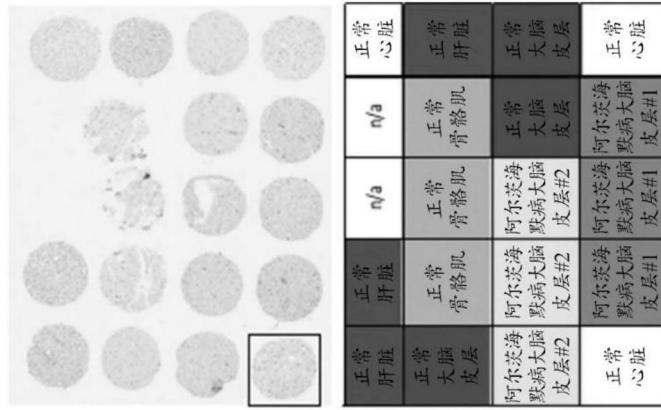 正常
心脏
正常
肝脏
正常
大脑
皮层
正常
心脏
n/a
正常
骨骼肌
正常
大脑
皮层
阿尔茨海
默病大脑
皮层#1
n/a
正常
骨骼肌
阿尔茨海
默病大脑
皮层#2
阿尔茨海
默病大脑
皮层#1
正常
肝脏
正常
骨骼肌
阿尔茨海
默病大脑
皮层#2
阿尔茨海
默病大脑
皮层#1
正常
肝脏
正常
大脑
皮层
阿尔茨海
默病大脑
皮层#2
正常
心脏